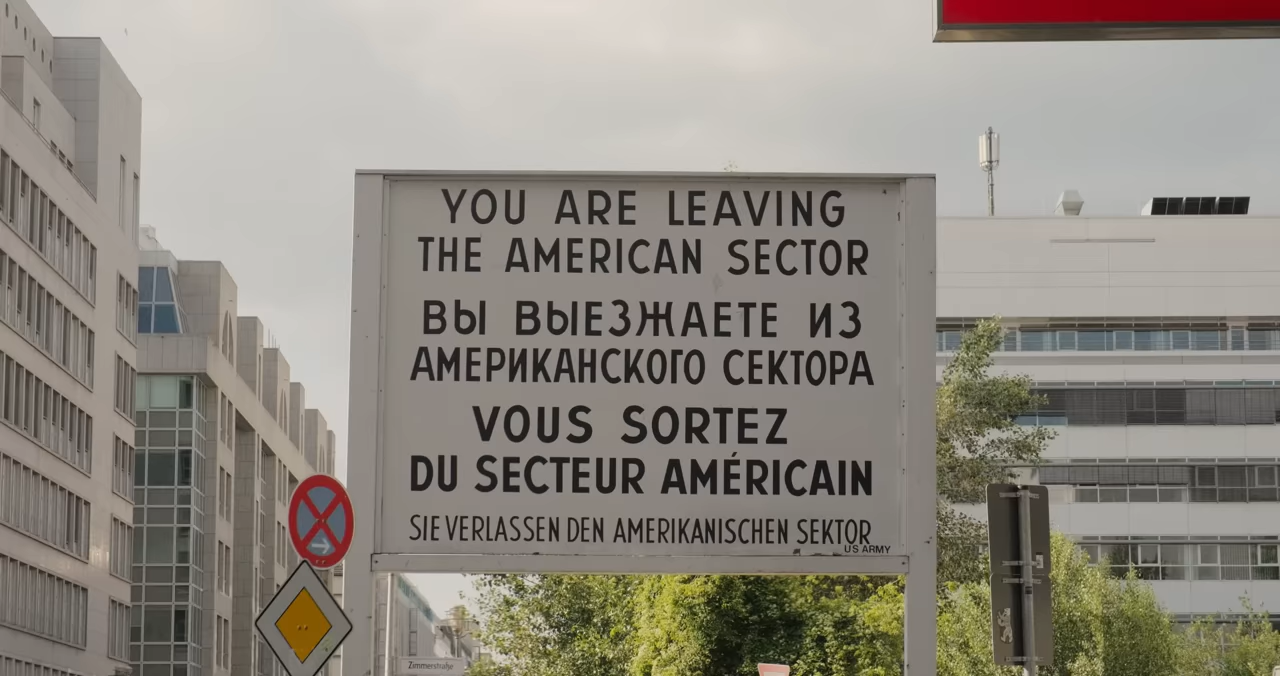 YOU ARE LEAVING
THE AMERICAN SECTOR
ВЫ ВЫЕЗЖАЕТЕ ИЗ
АМЕРИКАНСКОГО СЕКТОРА
VOUS SORTEZ
DU SECTEUR AMÉRICAIN
SIE VERLASSEN DEN AMERIKANISCHEN SEKTOR
US ARMY
Zimmerstraße